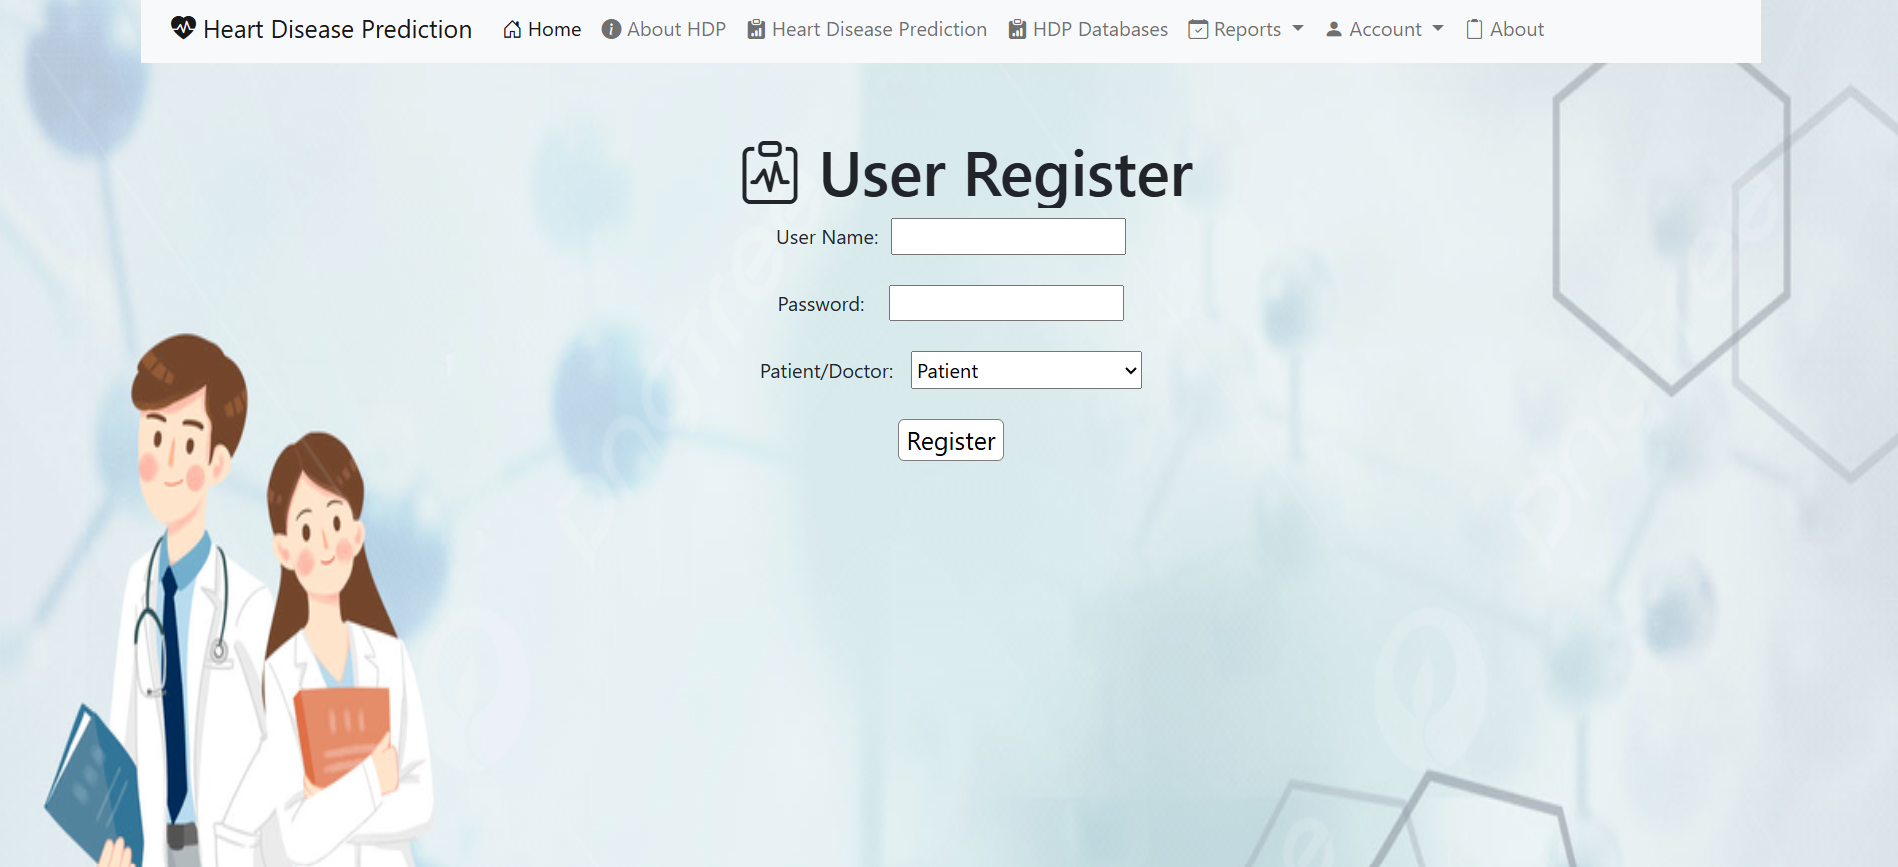 Heart Disease Prediction Home About HDP Heart Disease Prediction HDP Databases Reports Account About
User Register
User Name:
Password:
Patient/Doctor: Patient
Register